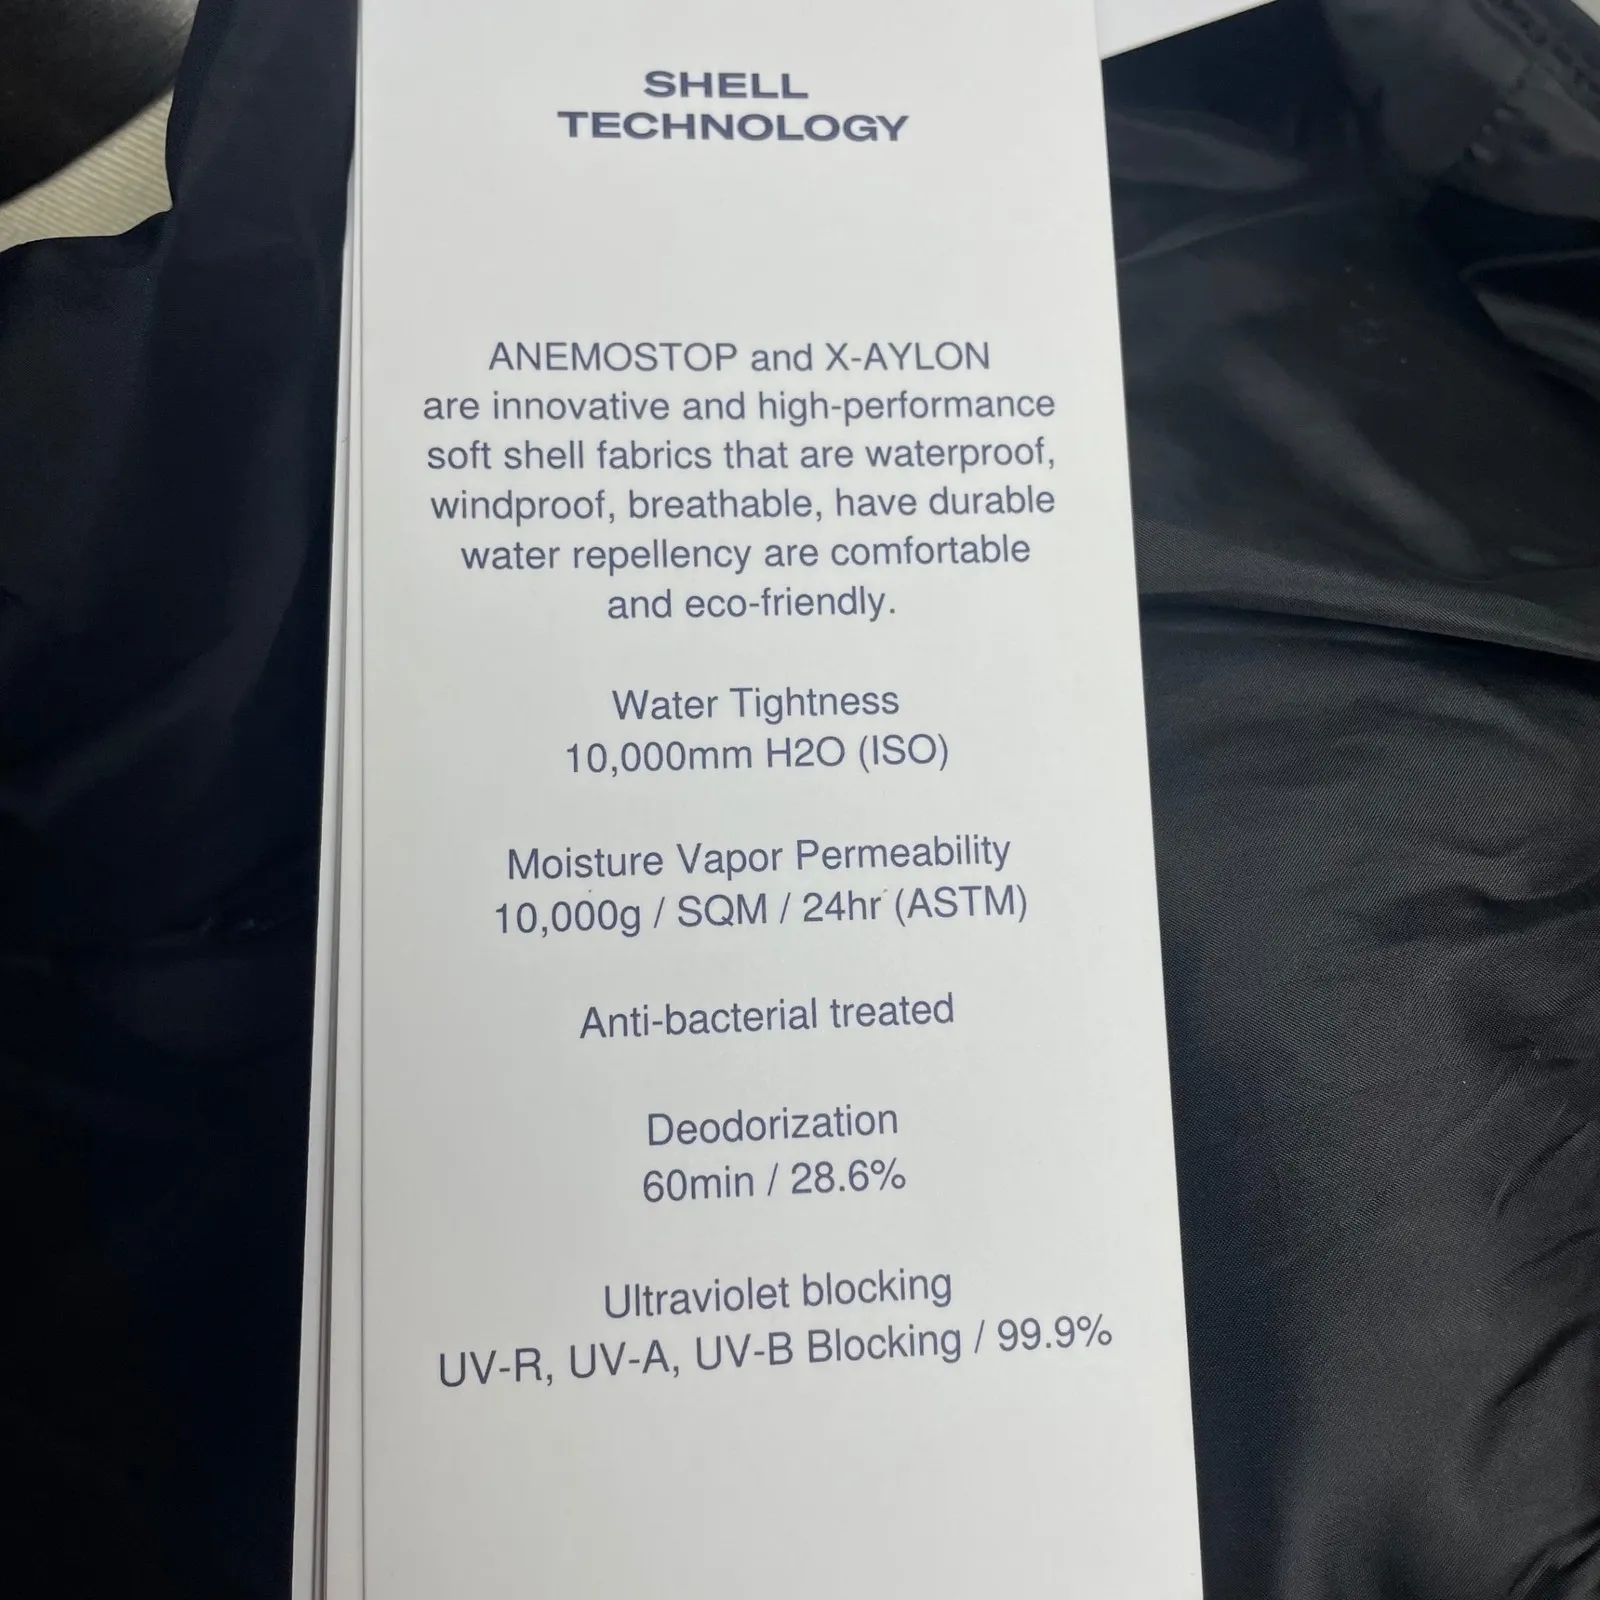 SHELL
TECHNOLOGY
ANEMOSTOP and X-AYLON
are innovative and high-performance
soft shell fabrics that are waterproof,
windproof, breathable, have durable
water repellency are comfortable
and eco-friendly.
Water Tightness
10,000mm H2O (ISO)
Moisture Vapor Permeability
10,000g / SQM / 24hr (ASTM)
Anti-bacterial treated
Deodorization
60min / 28.6%
Ultraviolet blocking
UV-R, UV-A, UV-B Blocking / 99.9%